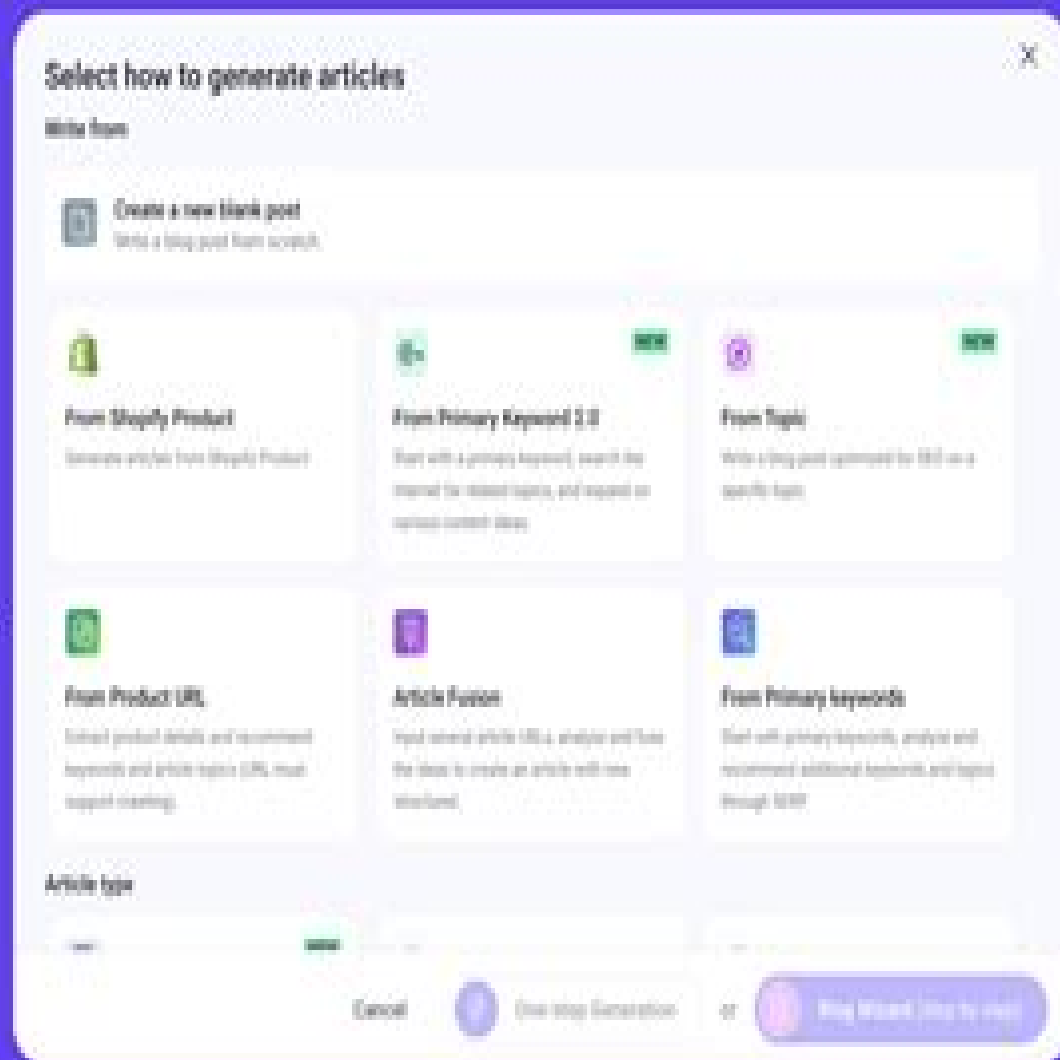 Select how to generate articles
Write from
Create a new blank post
Write a blog post from scratch.
From Shopify Product
Generate articles from Shopify Product
NEW
From Primary Keyword 2.0
Start with a primary keyword, search the
internet for related topics, and expand on
various content ideas.
NEW
From Topic
Write a blog post optimized for SEO on a
specific topic.
From Product URL
Extract product details and recommend
keywords and article topics (URL must
support crawling).
Article Fusion
Input several article URLs, analyze and fuse
the ideas to create an article with new
structured.
From Primary keywords
Start with primary keywords, analyze and
recommend additional keywords and topics
through SERP
Article type
NEW
Cancel
One-step Generation
or
Blog Wizard (step by step)